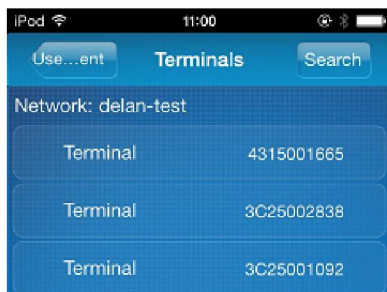 iPod 11:00
Use...ent Terminals Search
Network: delan-test
Terminal 4315001665
Terminal 3C25002838
Terminal 3C25001092